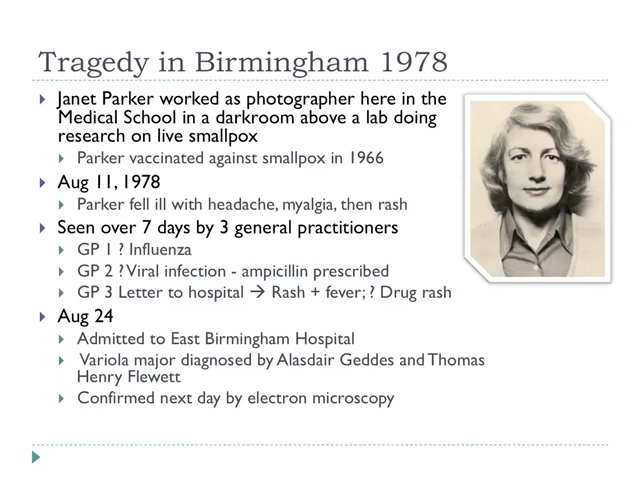 Tragedy in Birmingham 1978
Janet Parker worked as photographer here in the
Medical School in a darkroom above a lab doing
research on live smallpox
Parker vaccinated against smallpox in 1966
Aug 11, 1978
Parker fell ill with headache, myalgia, then rash
Seen over 7 days by 3 general practitioners
GP 1 ? Influenza
GP 2 ? Viral infection - ampicillin prescribed
GP 3 Letter to hospital → Rash + fever; ? Drug rash
Aug 24
Admitted to East Birmingham Hospital
Variola major diagnosed by Alasdair Geddes and Thomas
Henry Flewett
Confirmed next day by electron microscopy